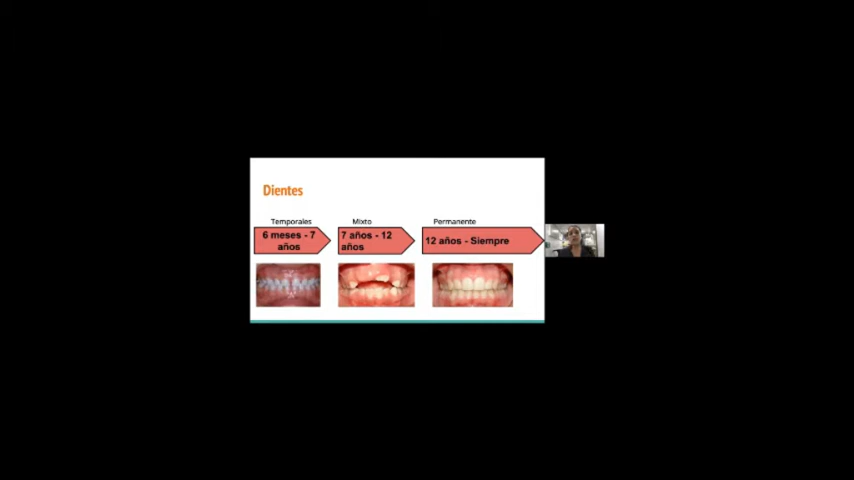 Dientes
Temporales
Mixto
Permanente
6 meses - 7
años
7 años - 12
años
12 años - Siempre